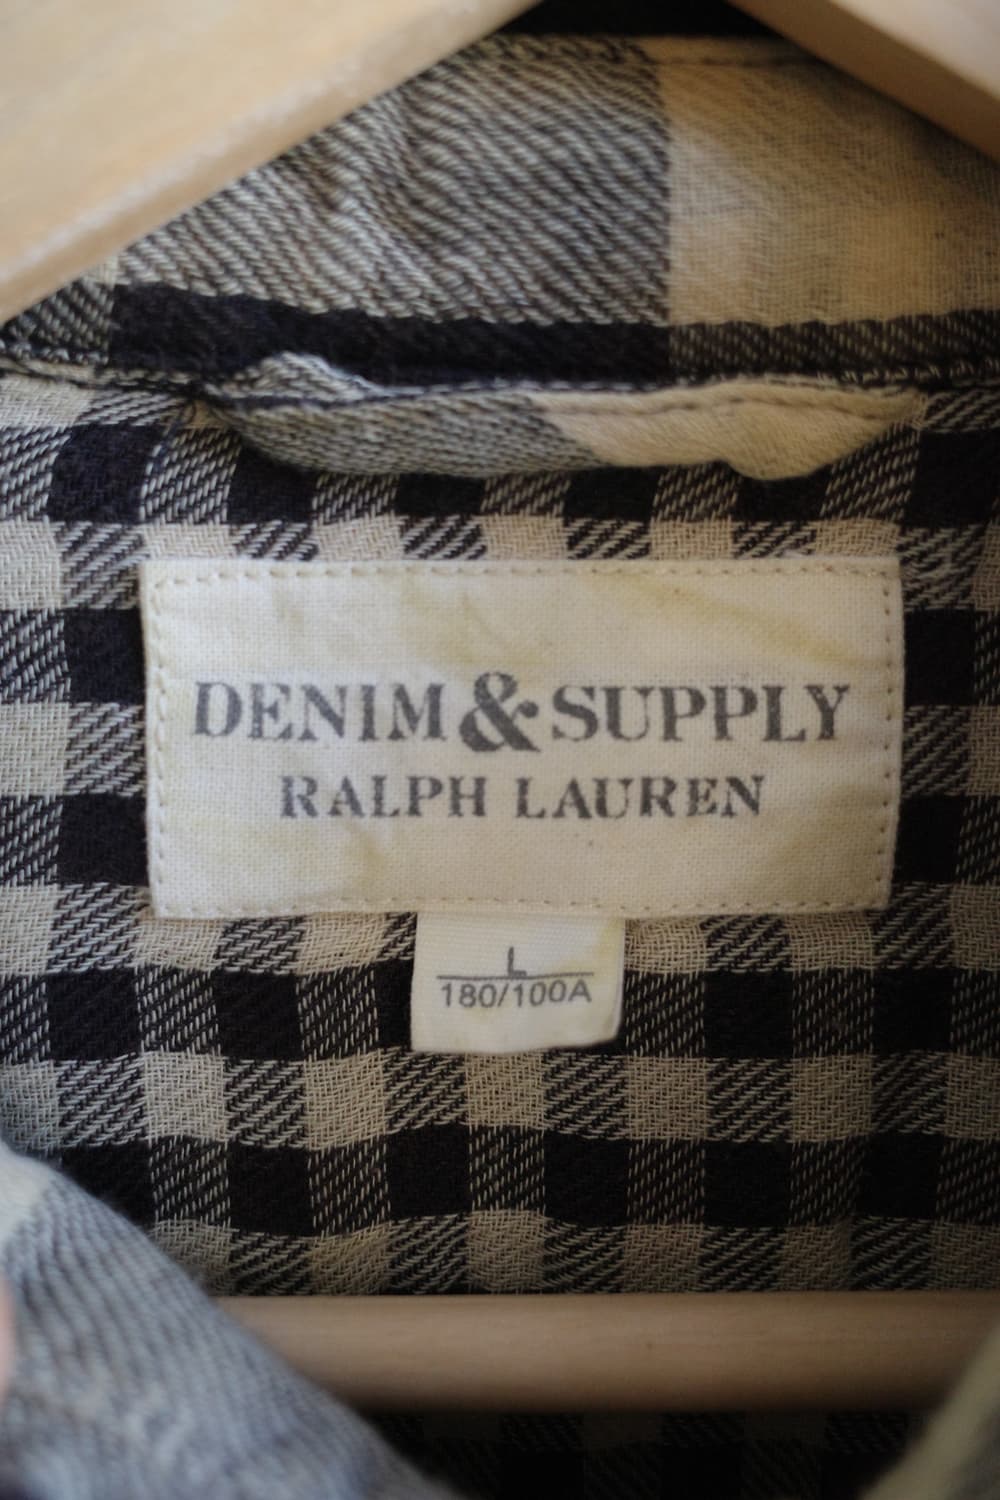 DENIM & SUPPLY
RALPH LAUREN
L
180/100A